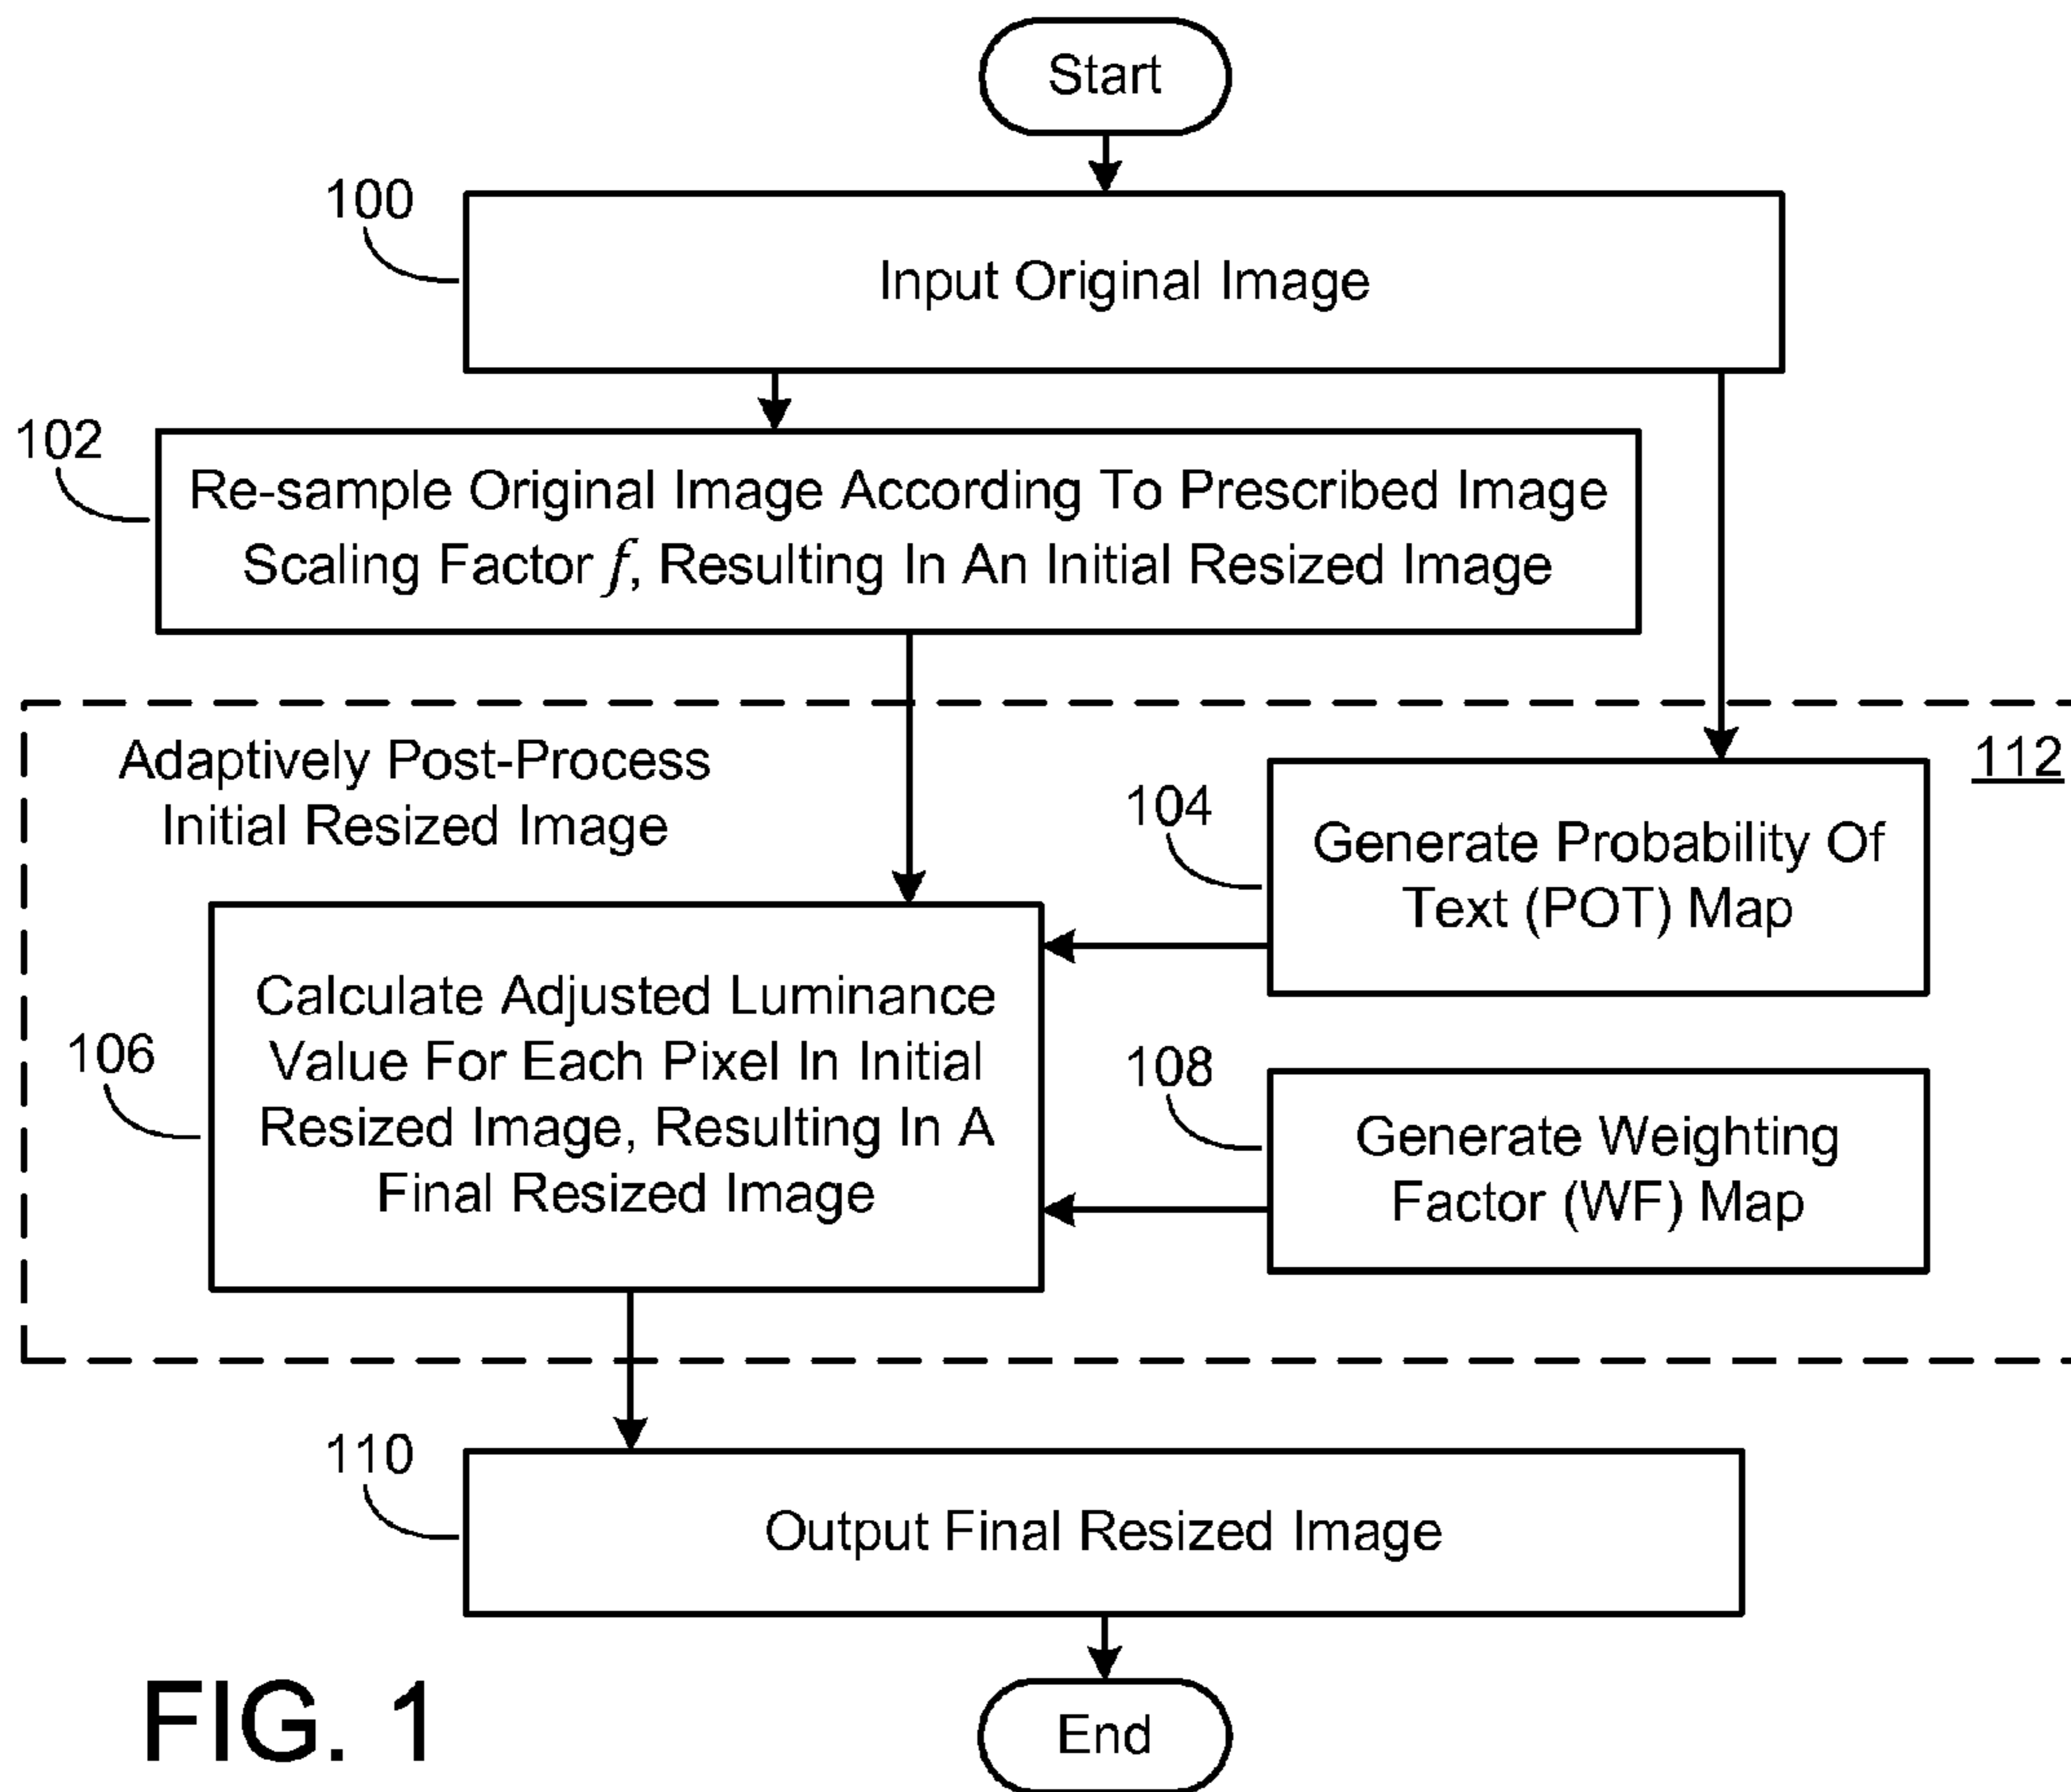 Start
100
Input Original Image
102
Re-sample Original Image According To Prescribed Image
Scaling Factor f, Resulting In An Initial Resized Image
Adaptively Post-Process
Initial Resized Image
112
104
Generate Probability Of
Text (POT) Map
106
Calculate Adjusted Luminance
Value For Each Pixel In Initial
Resized Image, Resulting In A
Final Resized Image
108
Generate Weighting
Factor (WF) Map
110
Output Final Resized Image
End
FIG. 1